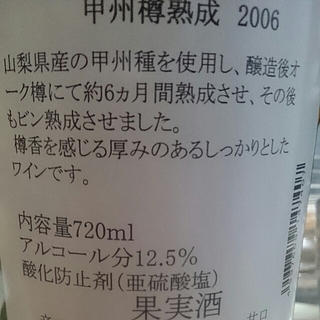 甲州樽熟成 2006
山梨県産の甲州種を使用し、醸造後オ
ーク樽にて約6ヵ月間熟成させ、その後
もビン熟成させました。
樽香を感じる厚みのあるしっかりとした
ワインです。
内容量720ml
アルコール分12.5%
酸化防止剤（亜硫酸塩）
果実酒